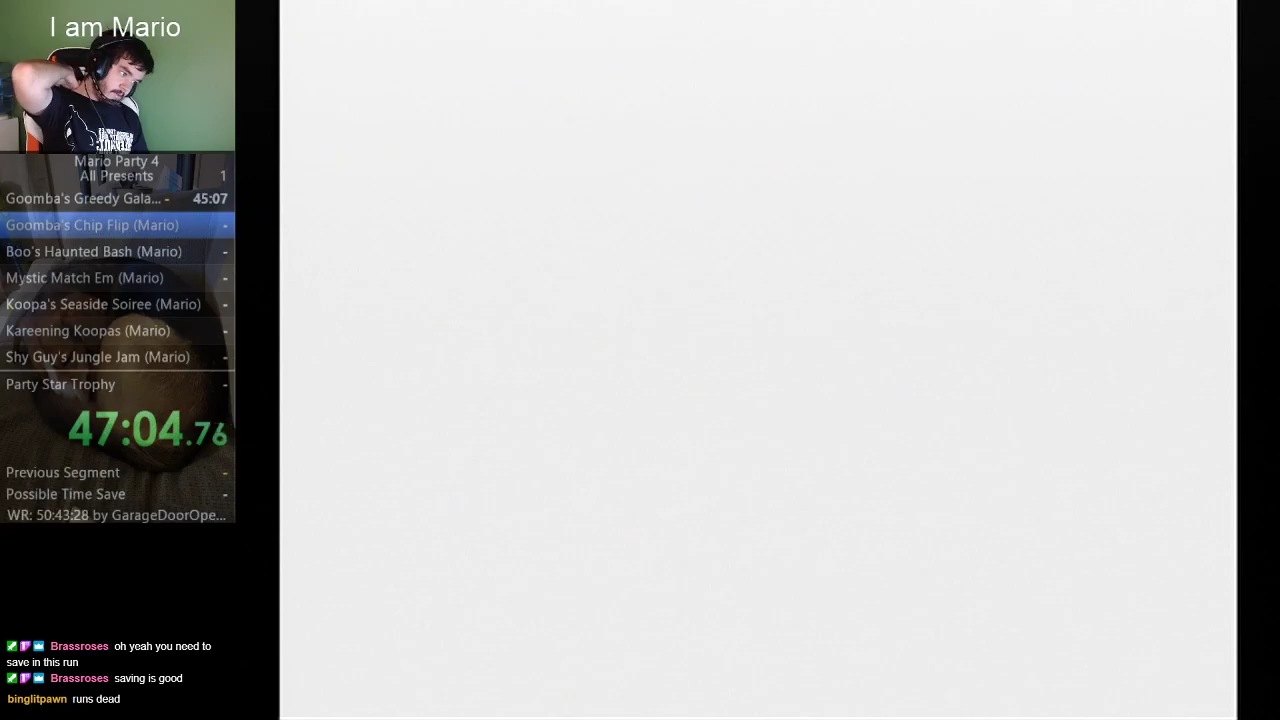 I am Mario
Mario Party 4
All Presents 1
Goomba's Greedy Gala... - 45:07
Goomba's Chip Flip (Mario) -
Boo's Haunted Bash (Mario) -
Mystic Match Em (Mario) -
Koopa's Seaside Soiree (Mario) -
Kareening Koopas (Mario) -
Shy Guy's Jungle Jam (Mario) -
Party Star Trophy -
47:04.76
Previous Segment -
Possible Time Save -
WR: 50:43:28 by GarageDoorOpe...
Brassroses oh yeah you need to
save in this run
Brassroses saving is good
binglitpawn runs dead